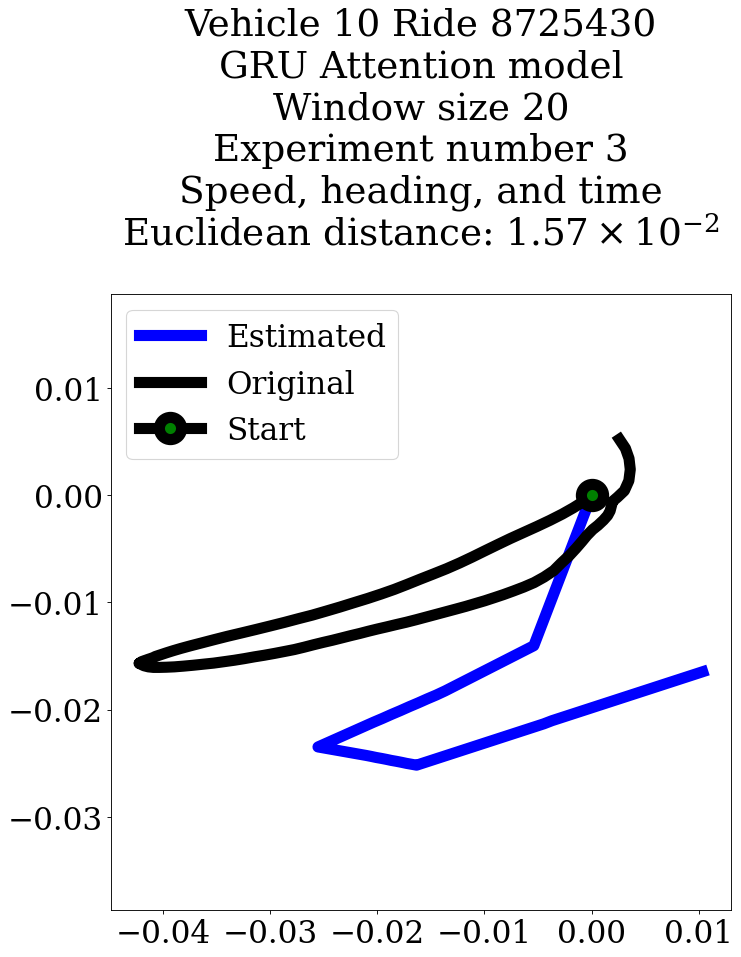 Vehicle 10 Ride 8725430
GRU Attention model
Window size 20
Experiment number 3
Speed, heading, and time
Euclidean distance: 1.57 × 10⁻²
Estimated
Original
Start
0.01
0.00
−0.01
−0.02
−0.03
−0.04 −0.03 −0.02 −0.01 0.00 0.01